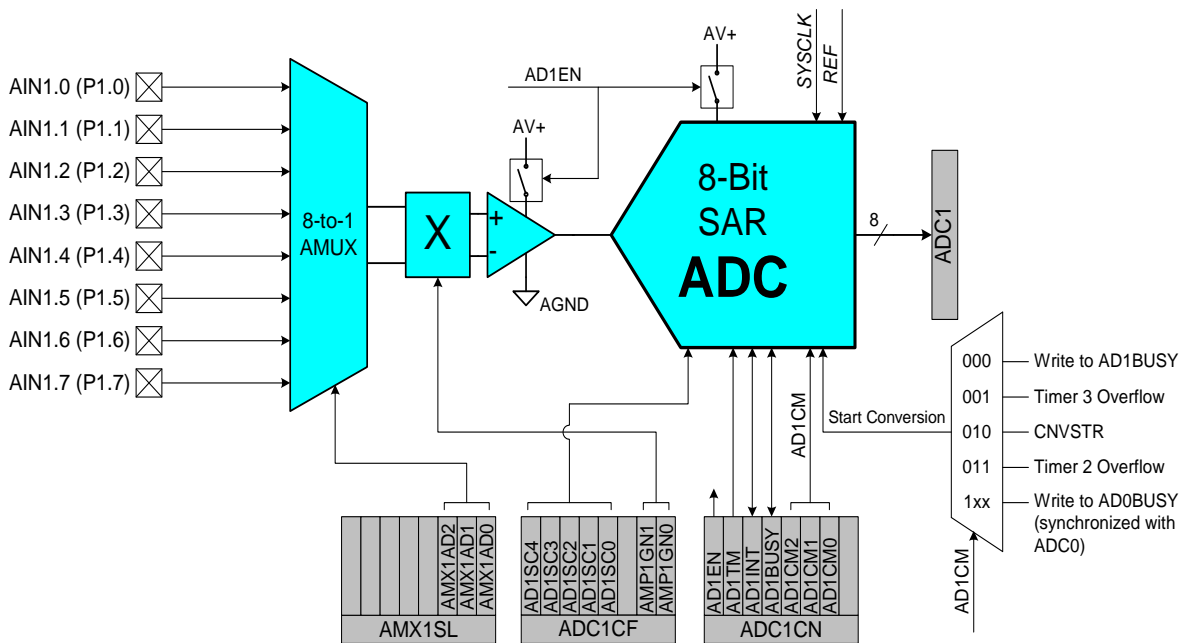 AIN1.0 (P1.0)
AIN1.1 (P1.1)
AIN1.2 (P1.2)
AIN1.3 (P1.3)
AIN1.4 (P1.4)
AIN1.5 (P1.5)
AIN1.6 (P1.6)
AIN1.7 (P1.7)
8-to-1
AMUX
X
+
-
AV+
AGND
AD1EN
AV+
SYSCLK
REF
8-Bit
SAR
ADC
8
ADC1
Start Conversion
AD1CM
000
Write to AD1BUSY
001
Timer 3 Overflow
010
CNVSTR
011
Timer 2 Overflow
1xx
Write to AD0BUSY
(synchronized with
ADC0)
AD1CM
AMX1AD2
AMX1AD1
AMX1AD0
AMX1SL
AD1SC4
AD1SC3
AD1SC2
AD1SC1
AD1SC0
AMP1GN1
AMP1GN0
ADC1CF
AD1EN
AD1TM
AD1INT
AD1BUSY
AD1CM2
AD1CM1
AD1CM0
ADC1CN